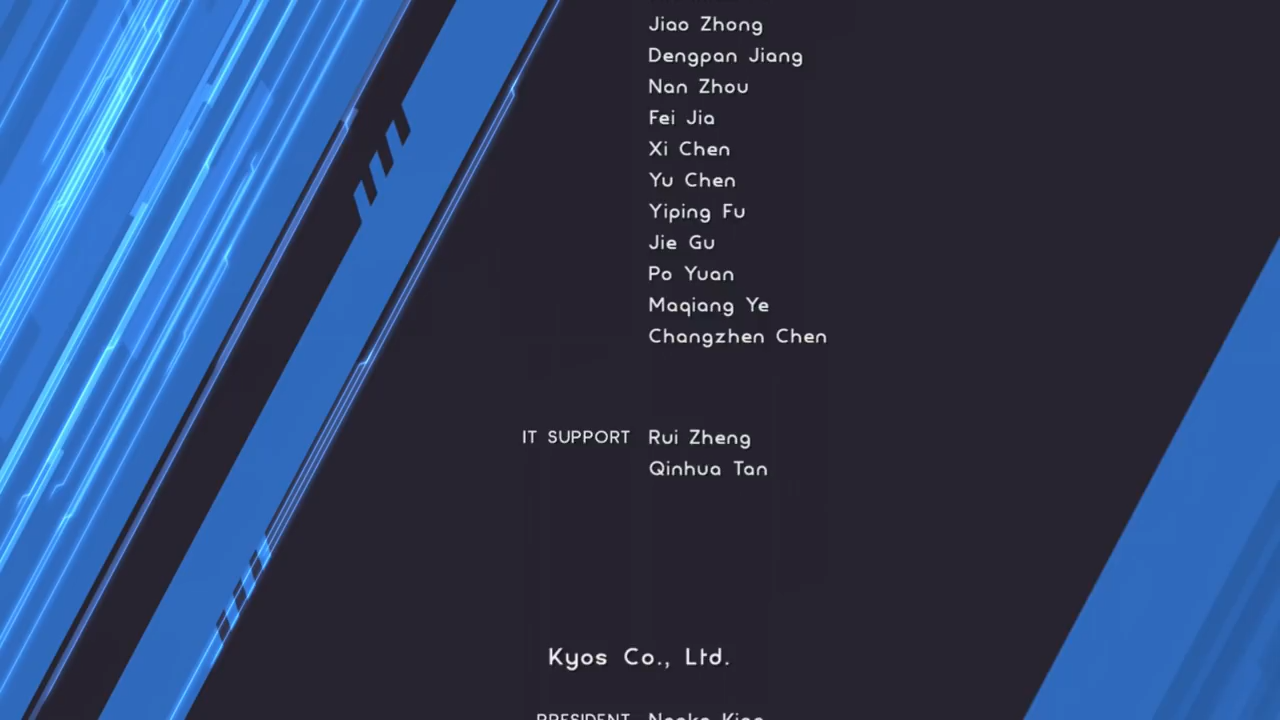 Jiao Zhong
Dengpan Jiang
Nan Zhou
Fei Jia
Xi Chen
Yu Chen
Yiping Fu
Jie Gu
Po Yuan
Maqiang Ye
Changzhen Chen
IT SUPPORT Rui Zheng
Qinhua Tan
Kyos Co., Ltd.
PRESIDENT